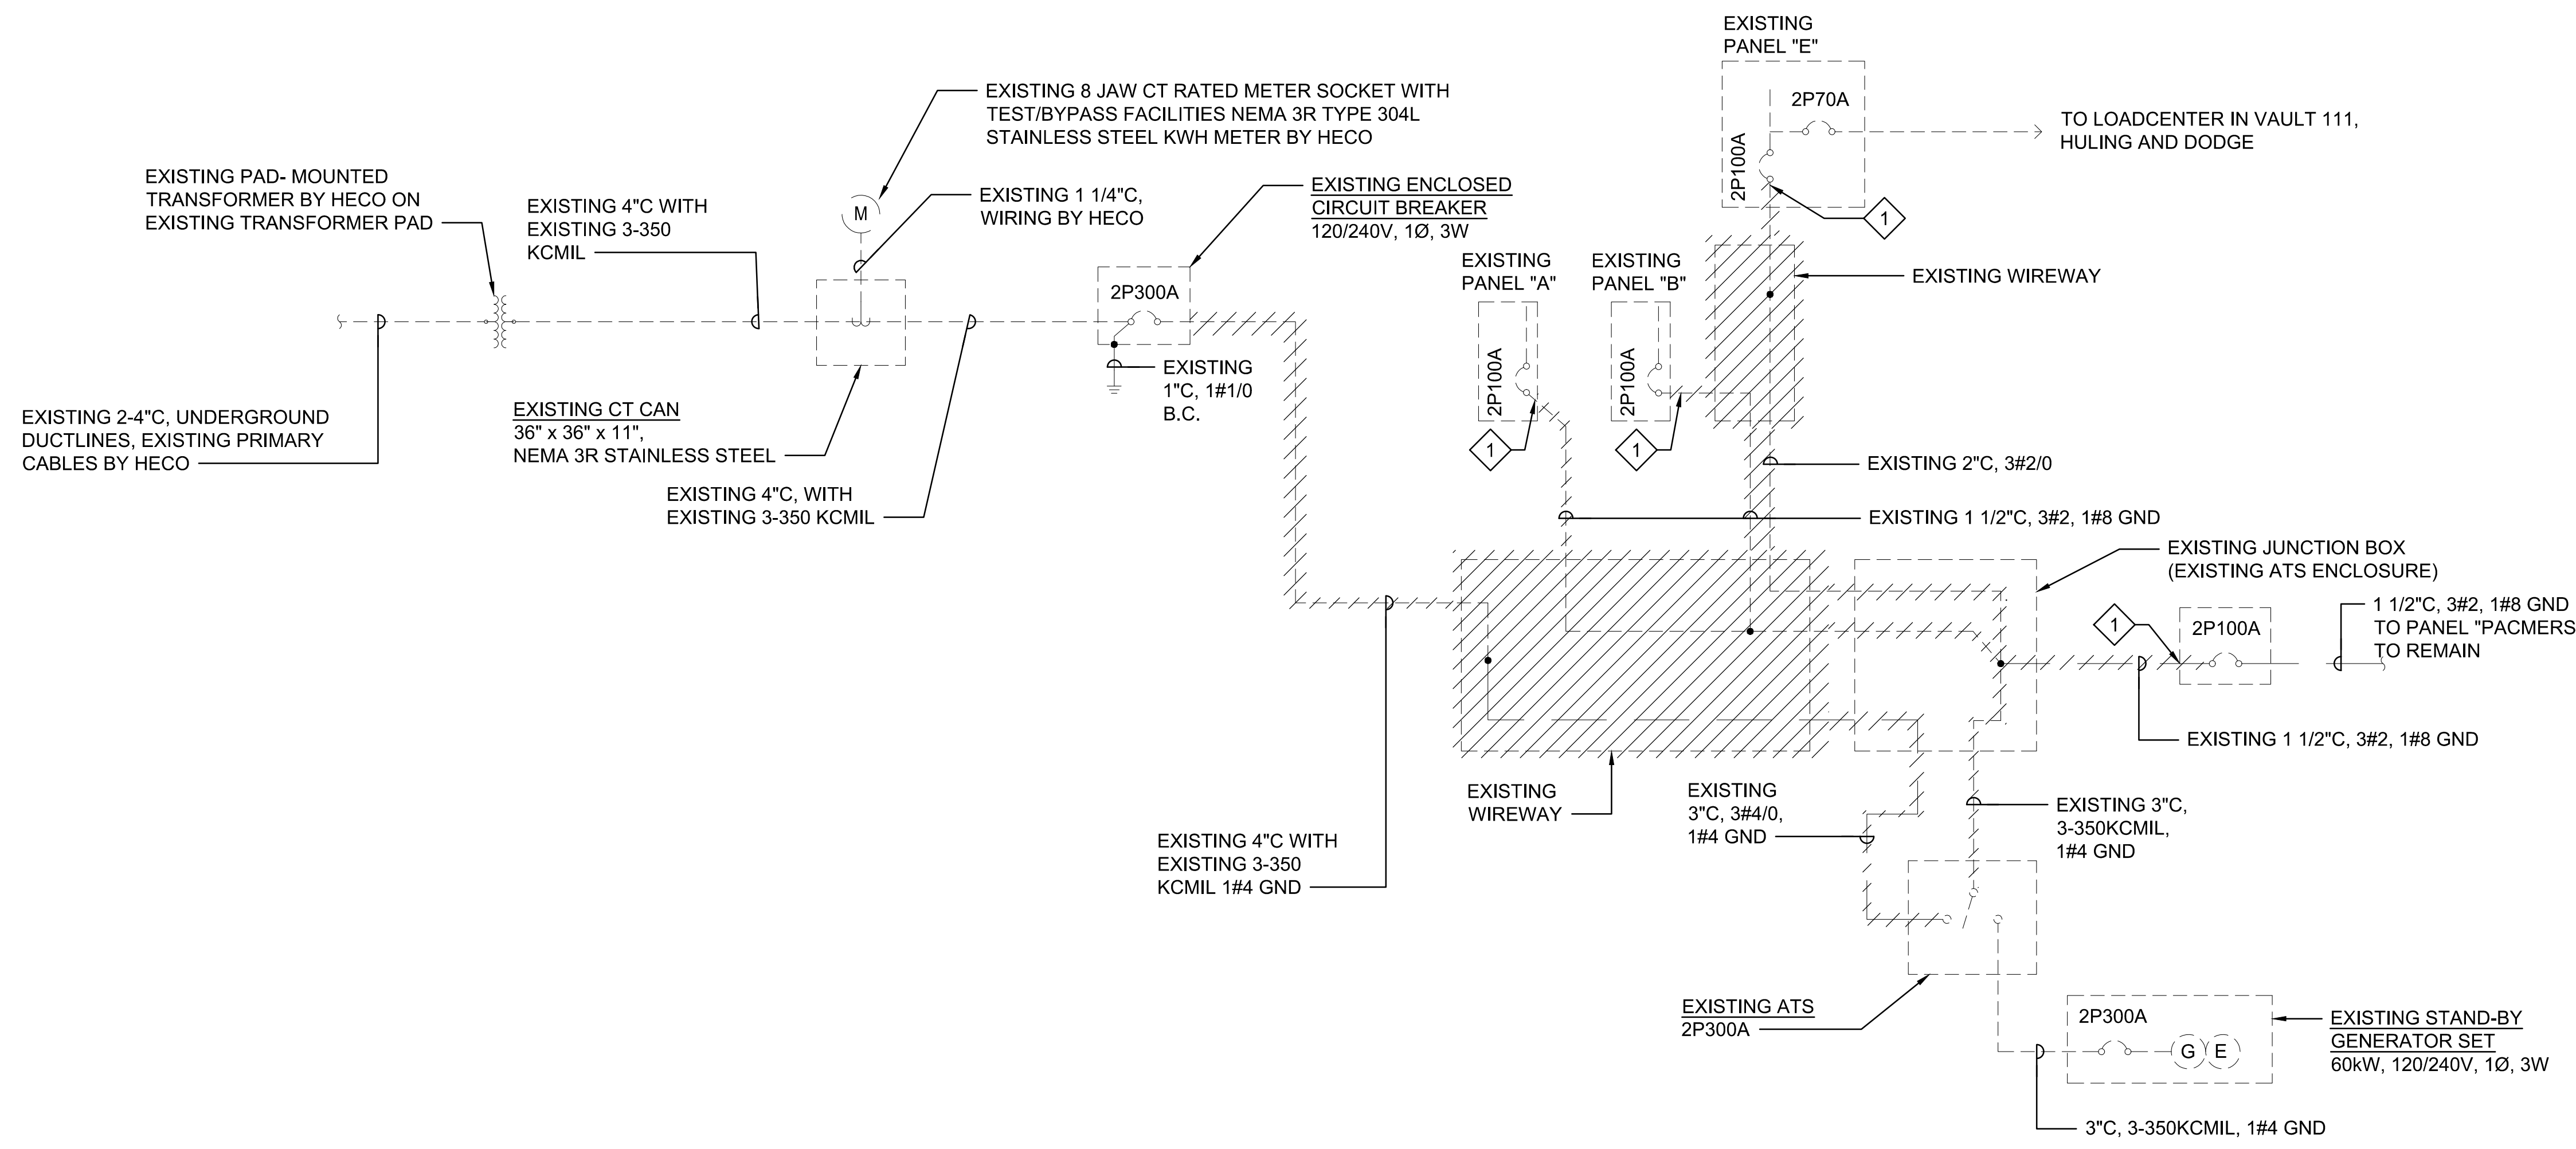 EXISTING
PANEL "E"
2P70A
2P100A
TO LOADCENTER IN VAULT 111,
HULING AND DODGE
1
EXISTING 8 JAW CT RATED METER SOCKET WITH
TEST/BYPASS FACILITIES NEMA 3R TYPE 304L
STAINLESS STEEL KWH METER BY HECO
EXISTING PAD- MOUNTED
TRANSFORMER BY HECO ON
EXISTING TRANSFORMER PAD
EXISTING 4"C WITH
EXISTING 3-350
KCMIL
M
EXISTING 1 1/4"C,
WIRING BY HECO
EXISTING ENCLOSED
CIRCUIT BREAKER
120/240V, 1Ø, 3W
2P300A
EXISTING
1"C, 1#1/0
B.C.
EXISTING
PANEL "A"
2P100A
1
EXISTING
PANEL "B"
2P100A
1
EXISTING WIREWAY
EXISTING 2-4"C, UNDERGROUND
DUCTLINES, EXISTING PRIMARY
CABLES BY HECO
EXISTING CT CAN
36" x 36" x 11",
NEMA 3R STAINLESS STEEL
EXISTING 4"C, WITH
EXISTING 3-350 KCMIL
EXISTING 2"C, 3#2/0
EXISTING 1 1/2"C, 3#2, 1#8 GND
EXISTING JUNCTION BOX
(EXISTING ATS ENCLOSURE)
1
2P100A
1 1/2"C, 3#2, 1#8 GND
TO PANEL "PACMERS
TO REMAIN
EXISTING 1 1/2"C, 3#2, 1#8 GND
EXISTING
WIREWAY
EXISTING
3"C, 3#4/0,
1#4 GND
EXISTING 3"C,
3-350KCMIL,
1#4 GND
EXISTING 4"C WITH
EXISTING 3-350
KCMIL 1#4 GND
EXISTING ATS
2P300A
2P300A
G E
EXISTING STAND-BY
GENERATOR SET
60kW, 120/240V, 1Ø, 3W
3"C, 3-350KCMIL, 1#4 GND